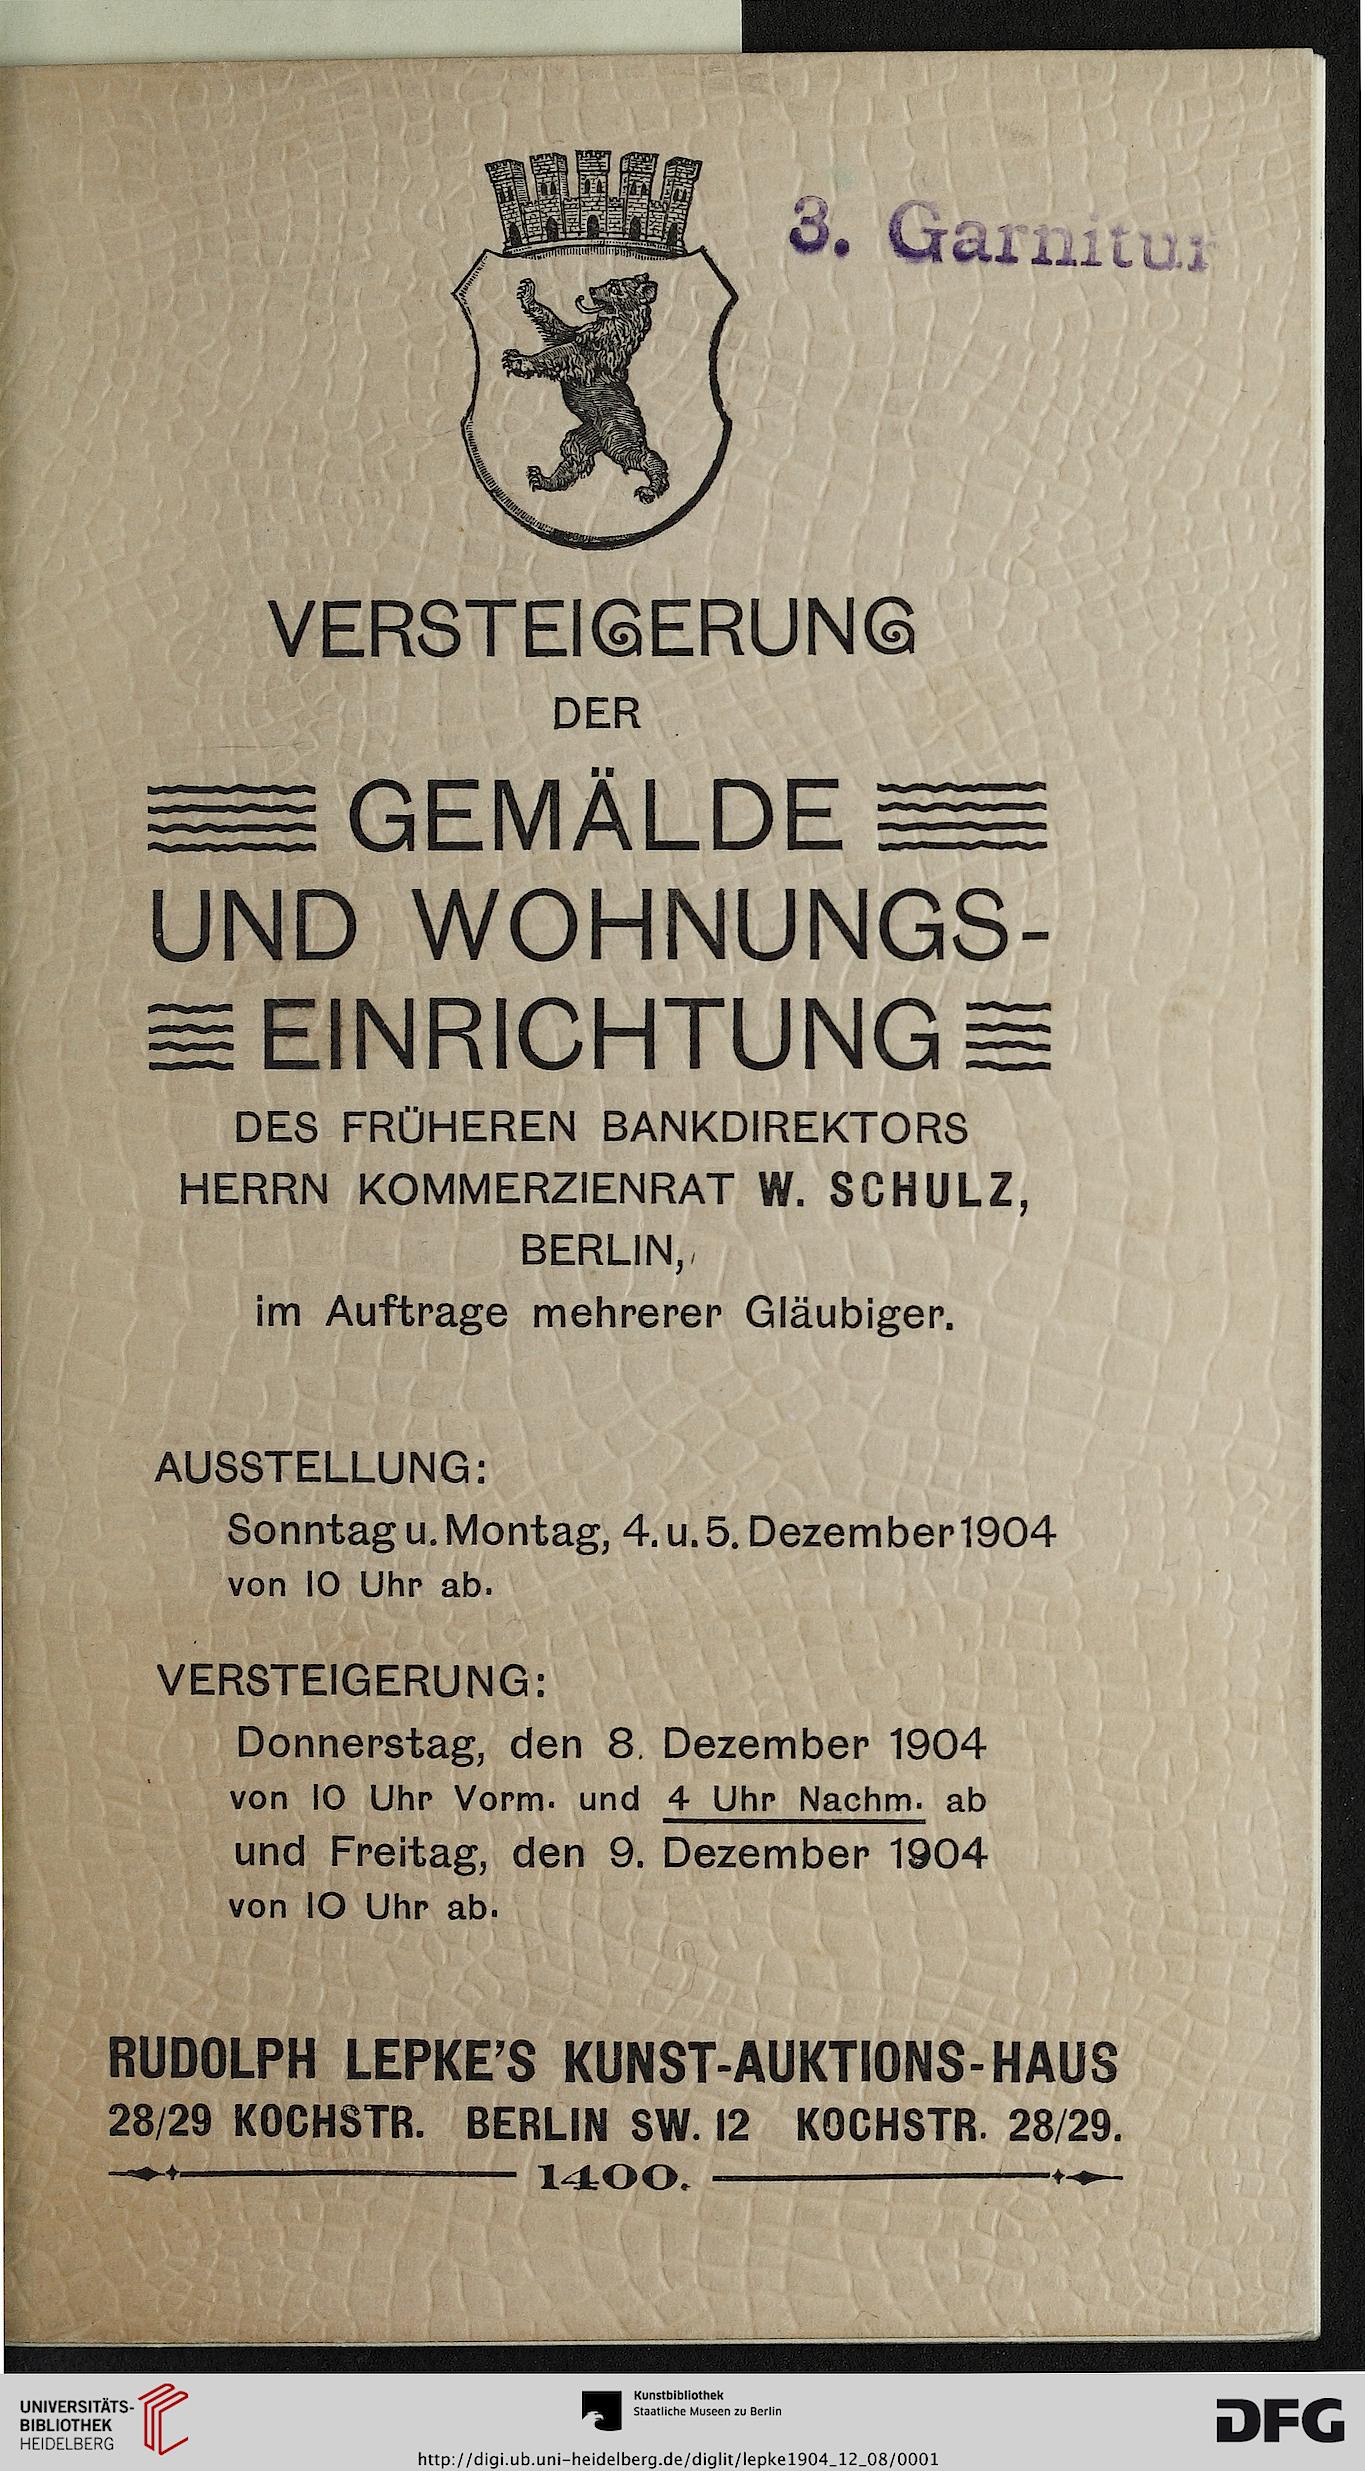 3. Garnitur
VERSTEIGERUNG
DER
GEMÄLDE
UND WOHNUNGS-
EINRICHTUNG
DES FRÜHEREN BANKDIREKTORS
HERRN KOMMERZIENRAT W. SCHULZ,
BERLIN,
im Auftrage mehrerer Gläubiger.
AUSSTELLUNG:
Sonntag u. Montag, 4. u. 5. Dezember 1904
von 10 Uhr ab.
VERSTEIGERUNG:
Donnerstag, den 8. Dezember 1904
von 10 Uhr Vorm. und 4 Uhr Nachm. ab
und Freitag, den 9. Dezember 1904
von 10 Uhr ab.
RUDOLPH LEPKE'S KUNST-AUKTIONS-HAUS
28/29 KOCHSTR. BERLIN SW. 12 KOCHSTR. 28/29.
1400.
UNIVERSITÄTS-
BIBLIOTHEK
HEIDELBERG
Kunstbibliothek
Staatliche Museen zu Berlin
DFG
http://digi.ub.uni-heidelberg.de/diglit/lepke1904_12_08/0001